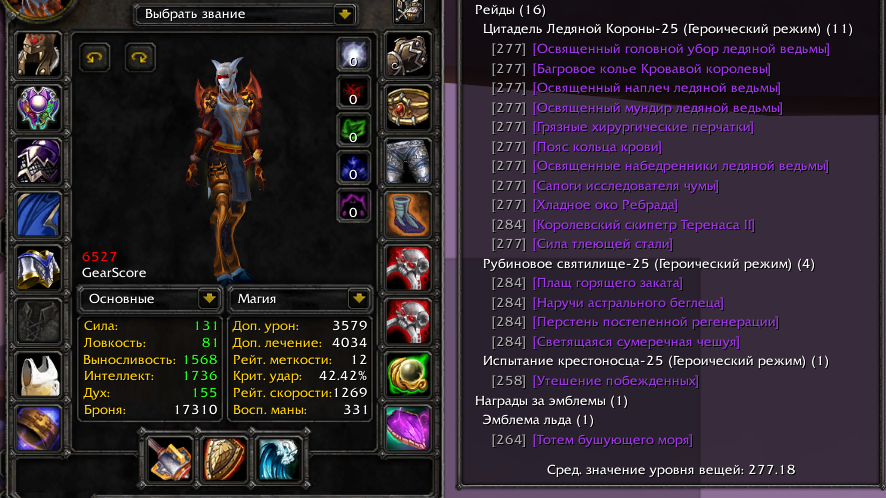 Выбрать звание
0
0
0
0
0
6527
GearScore
Основные
Магия
Сила: 131
Ловкость: 81
Выносливость: 1568
Интеллект: 1736
Дух: 155
Броня: 17310
Доп. урон: 3579
Доп. лечение: 4034
Рейт. меткости: 12
Крит. удар: 42.42%
Рейт. скорости: 1269
Восп. маны: 331
Рейды (16)
Цитадель Ледяной Короны-25 (Героический режим) (11)
[277] [Освященный головной убор ледяной ведьмы]
[277] [Багровое колье Кровавой королевы]
[277] [Освященный наплеч ледяной ведьмы]
[277] [Освященный мундир ледяной ведьмы]
[277] [Грязные хирургические перчатки]
[277] [Пояс кольца крови]
[277] [Освященные набедренники ледяной ведьмы]
[277] [Сапоги исследователя чумы]
[277] [Хладное око Ребрада]
[284] [Королевский скипетр Теренаса II]
[277] [Сила тлеющей стали]
Рубиновое святилище-25 (Героический режим) (4)
[284] [Плащ горящего заката]
[284] [Наручи астрального беглеца]
[284] [Перстень постепенной регенерации]
[284] [Светящаяся сумеречная чешуя]
Испытание крестоносца-25 (Героический режим) (1)
[258] [Утешение побежденных]
Награды за эмблемы (1)
Эмблема льда (1)
[264] [Тотем бушующего моря]
Сред. значение уровня вещей: 277.18